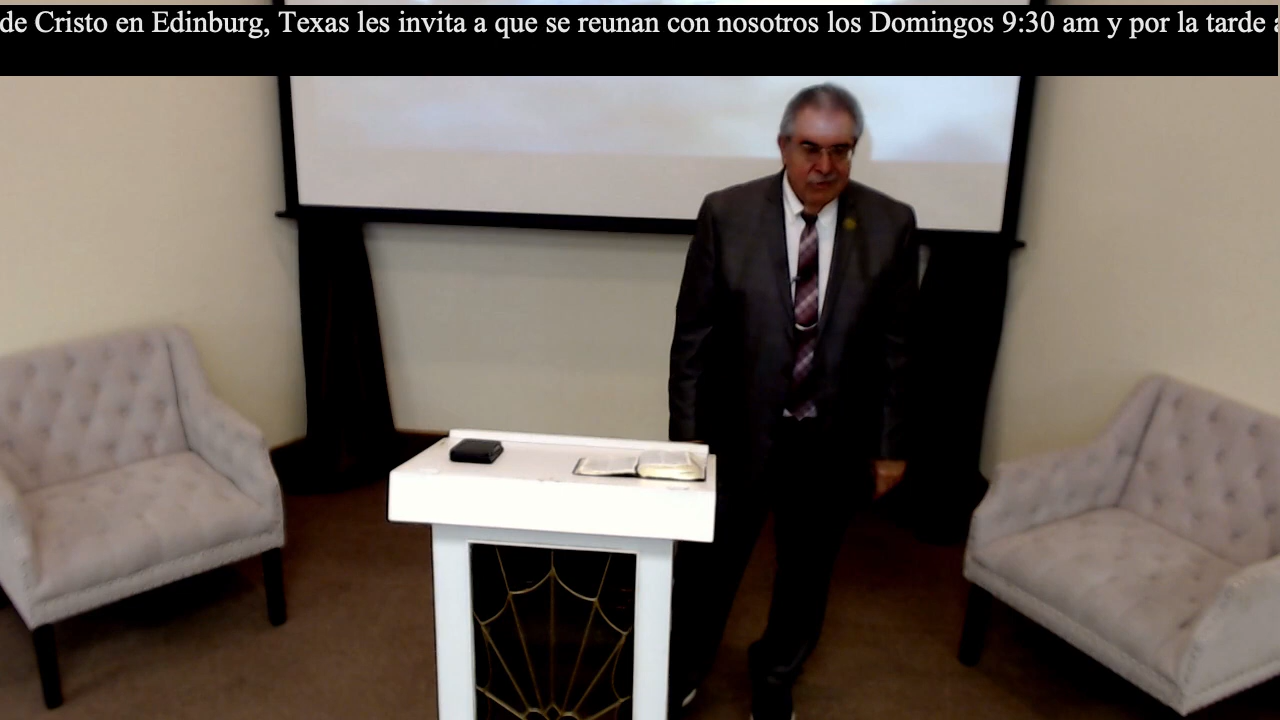 de Cristo en Edinburg, Texas les invita a que se reunan con nosotros los Domingos 9:30 am y por la tarde a